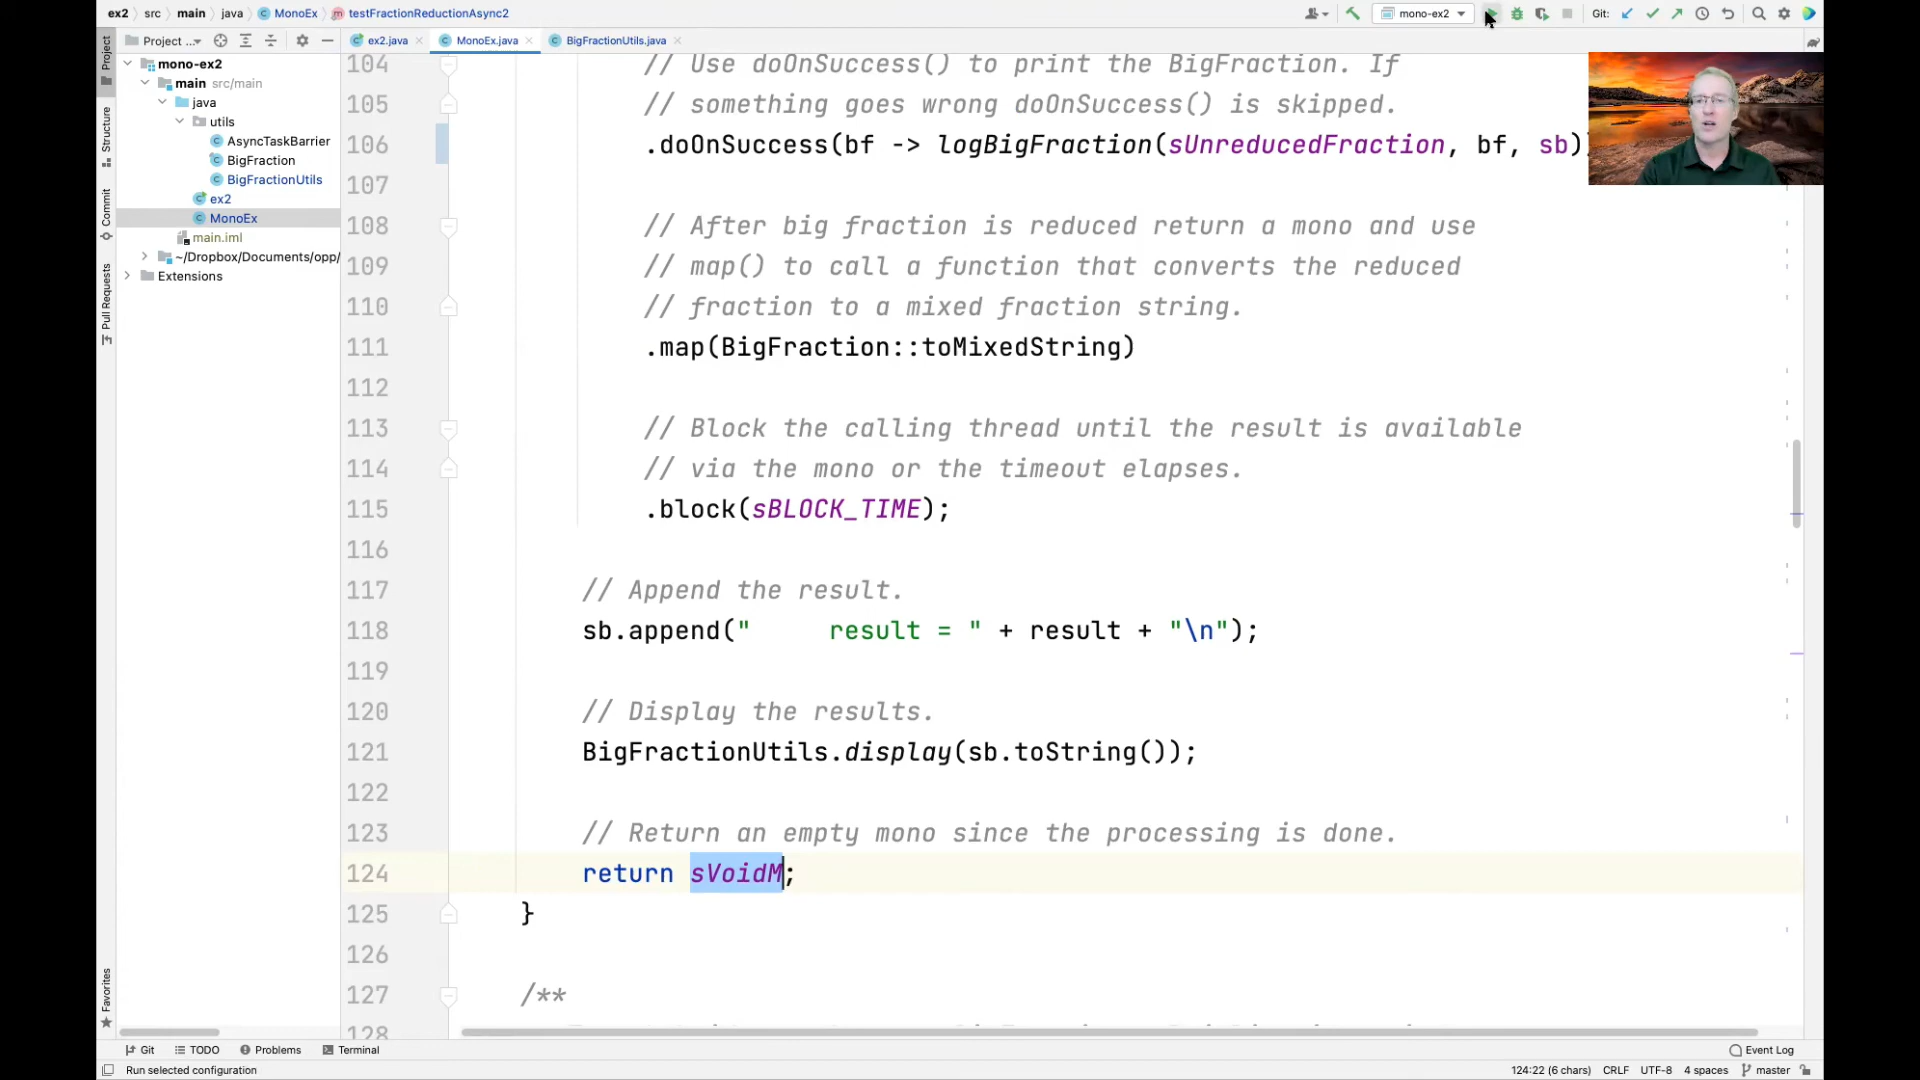 ex2 src main java MonoEx testFractionReductionAsync2
mono-ex2
Git:
Project ...
ex2.java
MonoEx.java
BigFractionUtils.java
mono-ex2
main src/main
java
utils
AsyncTaskBarrier
BigFraction
BigFractionUtils
ex2
MonoEx
main.iml
~/Dropbox/Documents/opp/
Extensions
Project
Structure
Commit
Pull Requests
Favorites
104 // Use doOnSuccess() to print the BigFraction. If
105 // something goes wrong doOnSuccess() is skipped.
106 .doOnSuccess(bf -> logBigFraction(sUnreducedFraction, bf, sb)
107
108 // After big fraction is reduced return a mono and use
109 // map() to call a function that converts the reduced
110 // fraction to a mixed fraction string.
111 .map(BigFraction::toMixedString)
112
113 // Block the calling thread until the result is available
114 // via the mono or the timeout elapses.
115 .block(sBLOCK_TIME);
116
117 // Append the result.
118 sb.append("     result = " + result + "\n");
119
120 // Display the results.
121 BigFractionUtils.display(sb.toString());
122
123 // Return an empty mono since the processing is done.
124 return sVoidM;
125 }
126
127 /**
128
Git TODO Problems Terminal
Event Log
Run selected configuration
124:22 (6 chars) CRLF UTF-8 4 spaces master